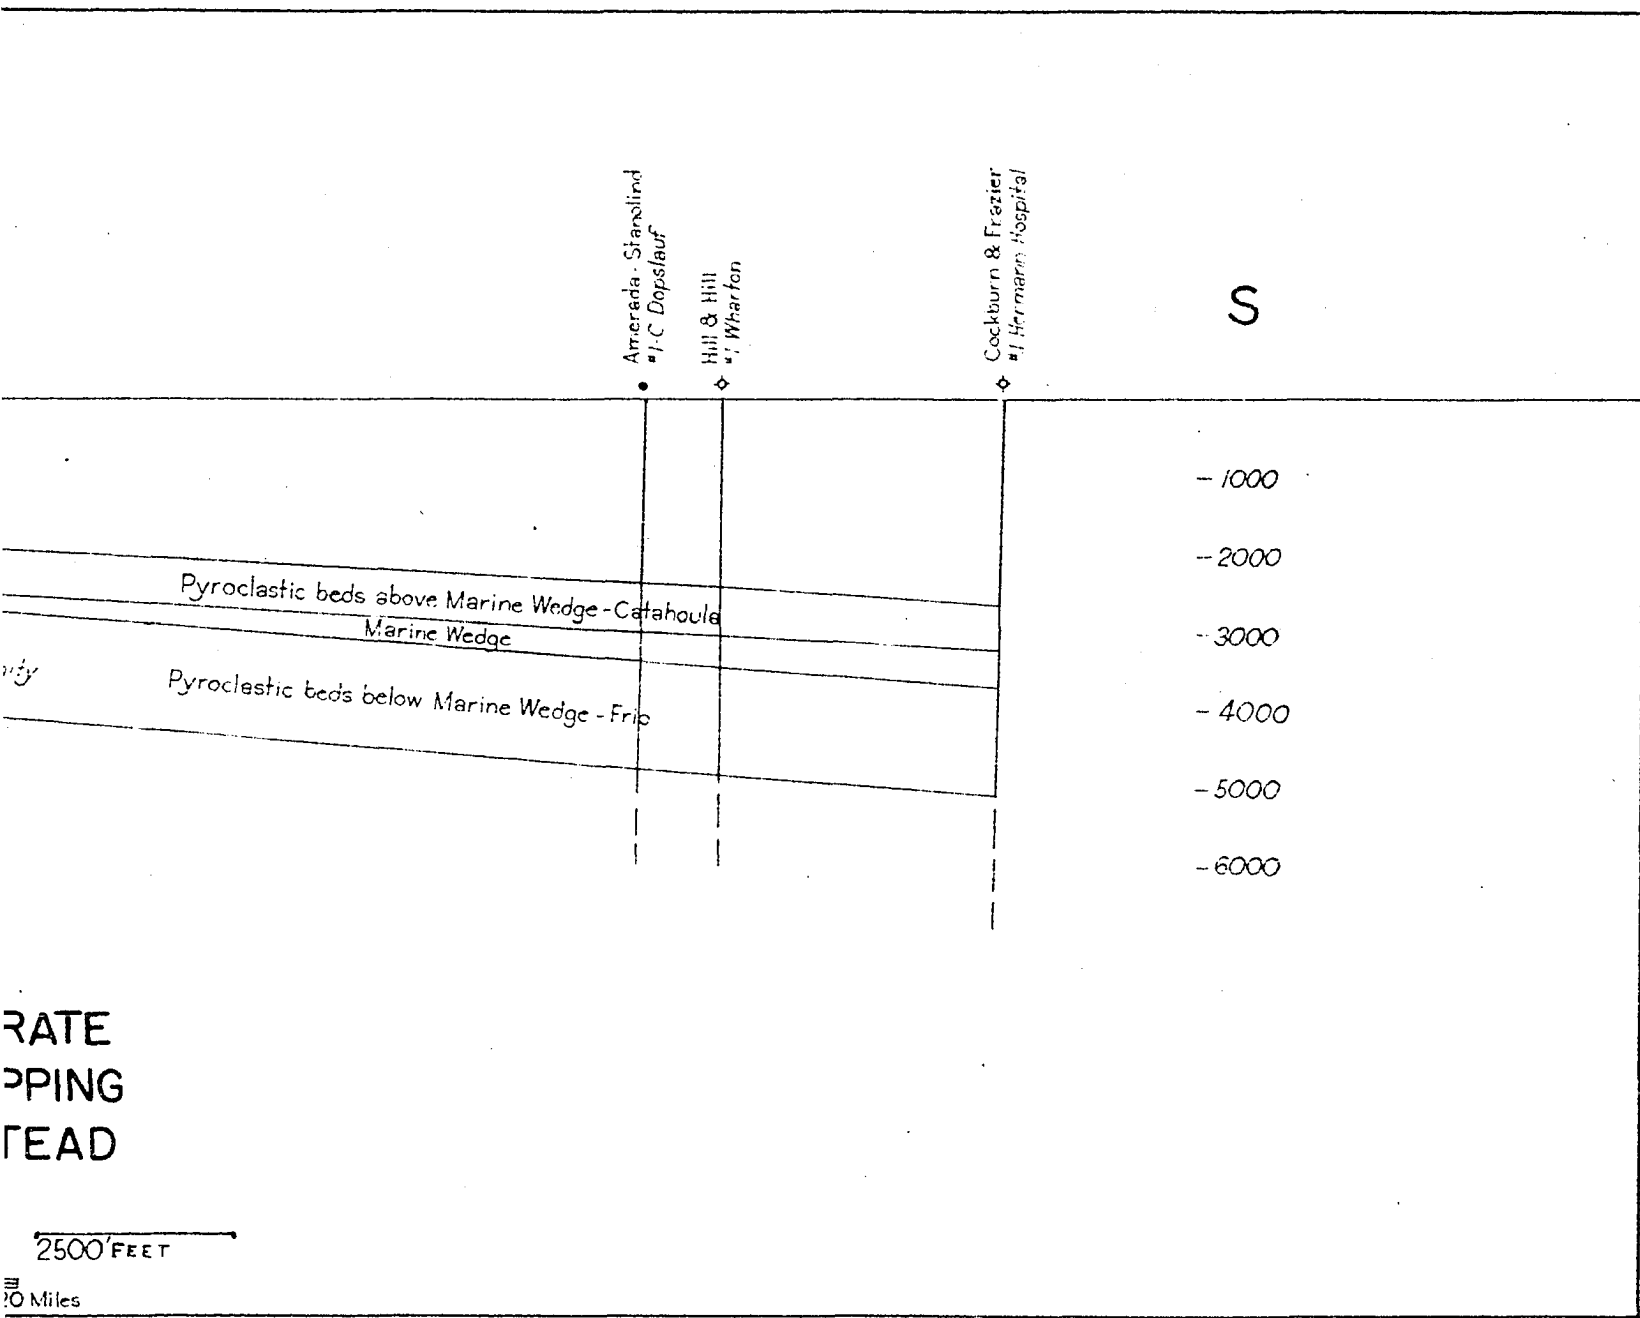 Amerada - Stanolind
#1-C Dopslauf
Hill & Hill
#1 Wharton
Cockburn & Frazier
#1 Hermann Hospital
S
- 1000
- 2000
- 3000
- 4000
- 5000
- 6000
Pyroclastic beds above Marine Wedge - Catahoula
Marine Wedge
Pyroclastic beds below Marine Wedge - Frio
RATE
PPING
TEAD
2500' FEET
20 Miles